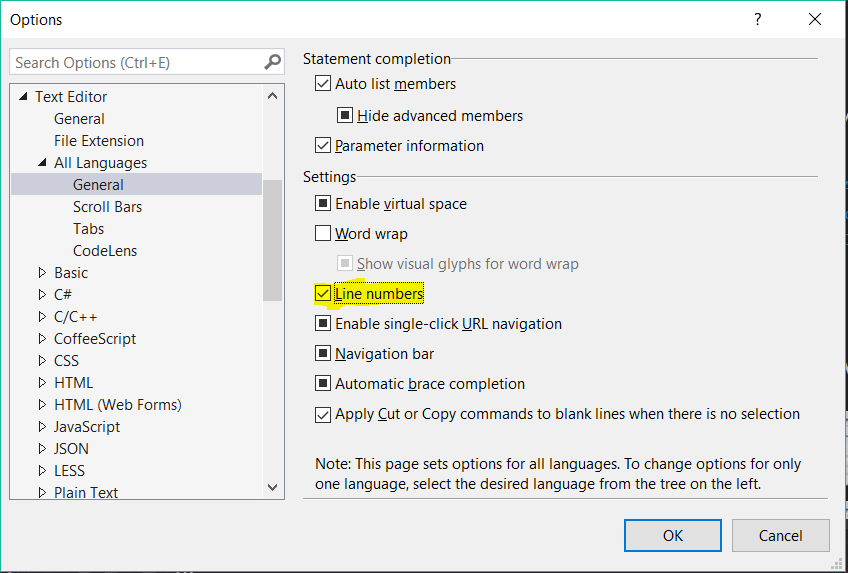 Options
?
Search Options (Ctrl+E)
Text Editor
General
File Extension
All Languages
General
Scroll Bars
Tabs
CodeLens
Basic
C#
C/C++
CoffeeScript
CSS
HTML
HTML (Web Forms)
JavaScript
JSON
LESS
Plain Text
Statement completion
Auto list members
Hide advanced members
Parameter information
Settings
Enable virtual space
Word wrap
Show visual glyphs for word wrap
Line numbers
Enable single-click URL navigation
Navigation bar
Automatic brace completion
Apply Cut or Copy commands to blank lines when there is no selection
Note: This page sets options for all languages. To change options for only
one language, select the desired language from the tree on the left.
OK
Cancel